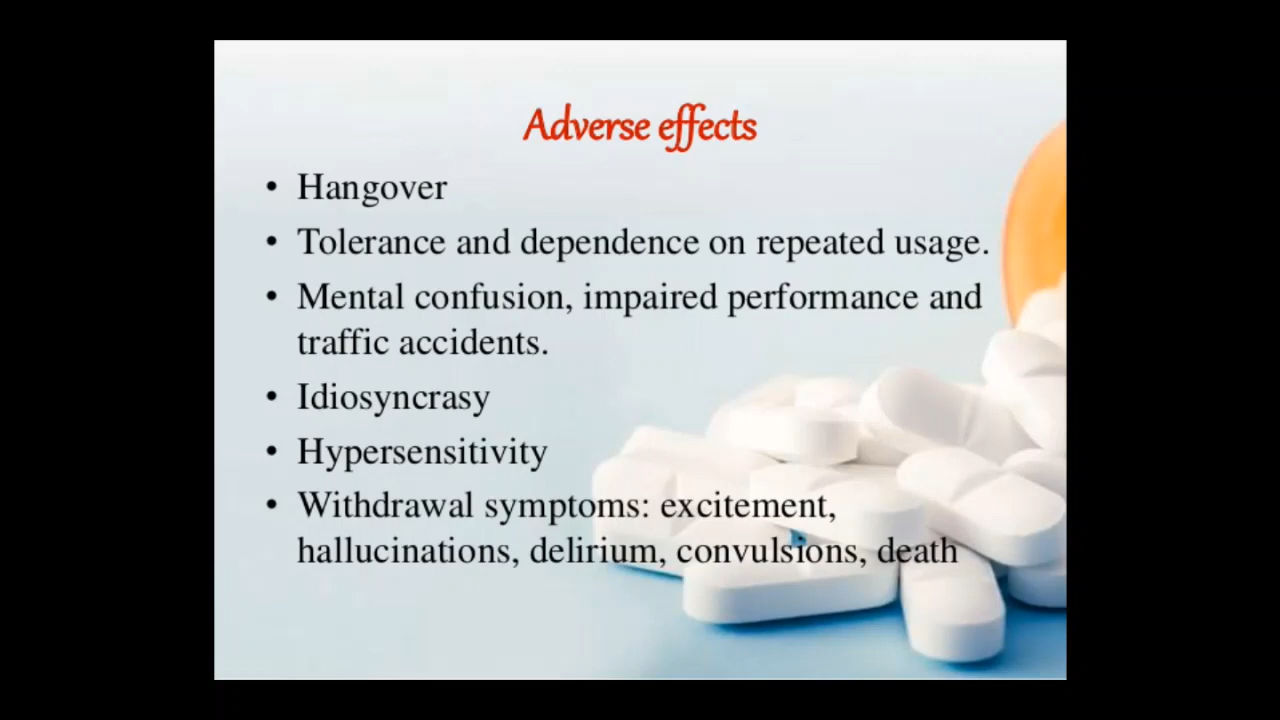 Adverse effects
• Hangover
• Tolerance and dependence on repeated usage.
• Mental confusion, impaired performance and
traffic accidents.
• Idiosyncrasy
• Hypersensitivity
• Withdrawal symptoms: excitement,
hallucinations, delirium, convulsions, death